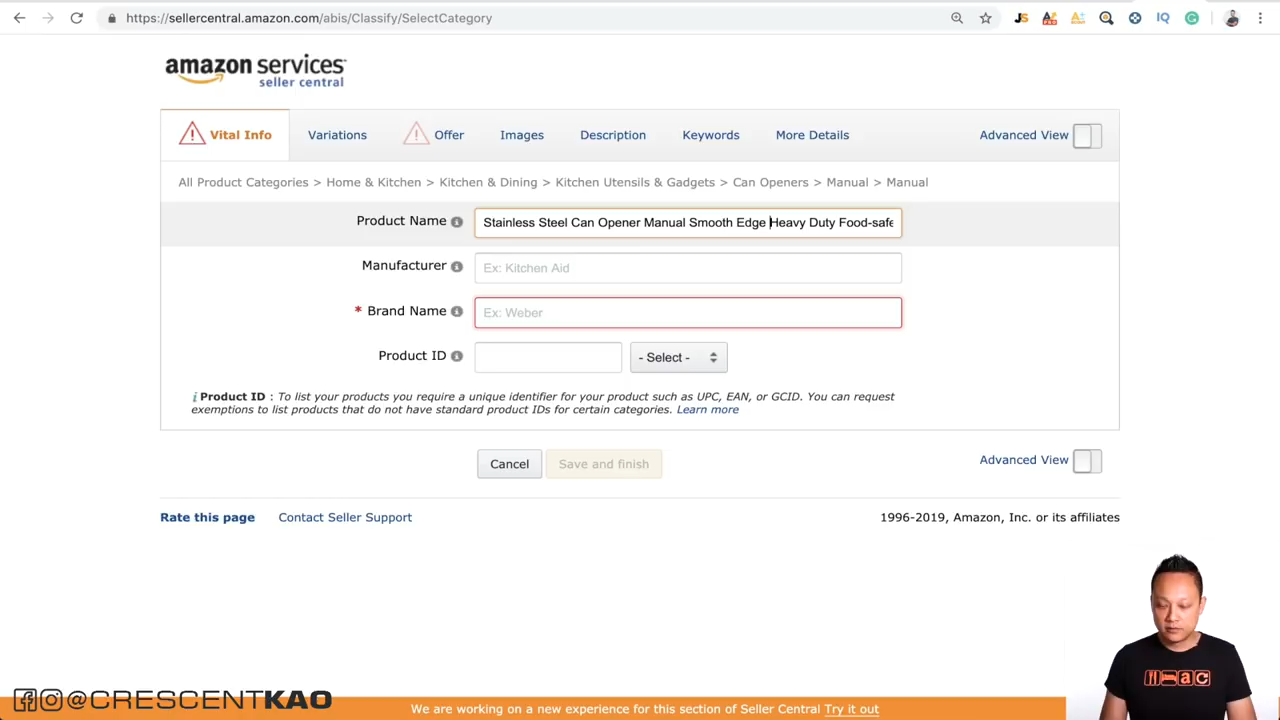 https://sellercentral.amazon.com/abis/Classify/SelectCategory
JS
IQ
amazon services
seller central
Vital Info
Variations
Offer
Images
Description
Keywords
More Details
Advanced View
All Product Categories > Home & Kitchen > Kitchen & Dining > Kitchen Utensils & Gadgets > Can Openers > Manual > Manual
Product Name
Stainless Steel Can Opener Manual Smooth Edge Heavy Duty Food-safe
Manufacturer
Ex: Kitchen Aid
* Brand Name
Ex: Weber
Product ID
- Select -
Product ID : To list your products you require a unique identifier for your product such as UPC, EAN, or GCID. You can request
exemptions to list products that do not have standard product IDs for certain categories. Learn more
Cancel
Save and finish
Advanced View
Rate this page
Contact Seller Support
1996-2019, Amazon, Inc. or its affiliates
@CRESCENTKAO
We are working on a new experience for this section of Seller Central Try it out